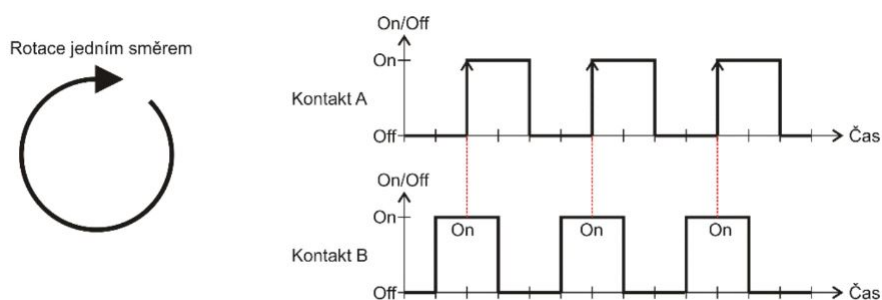 Rotace jedním směrem
On/Off
On
Kontakt A
Off
Čas
On/Off
On
On
On
On
Kontakt B
Off
Čas